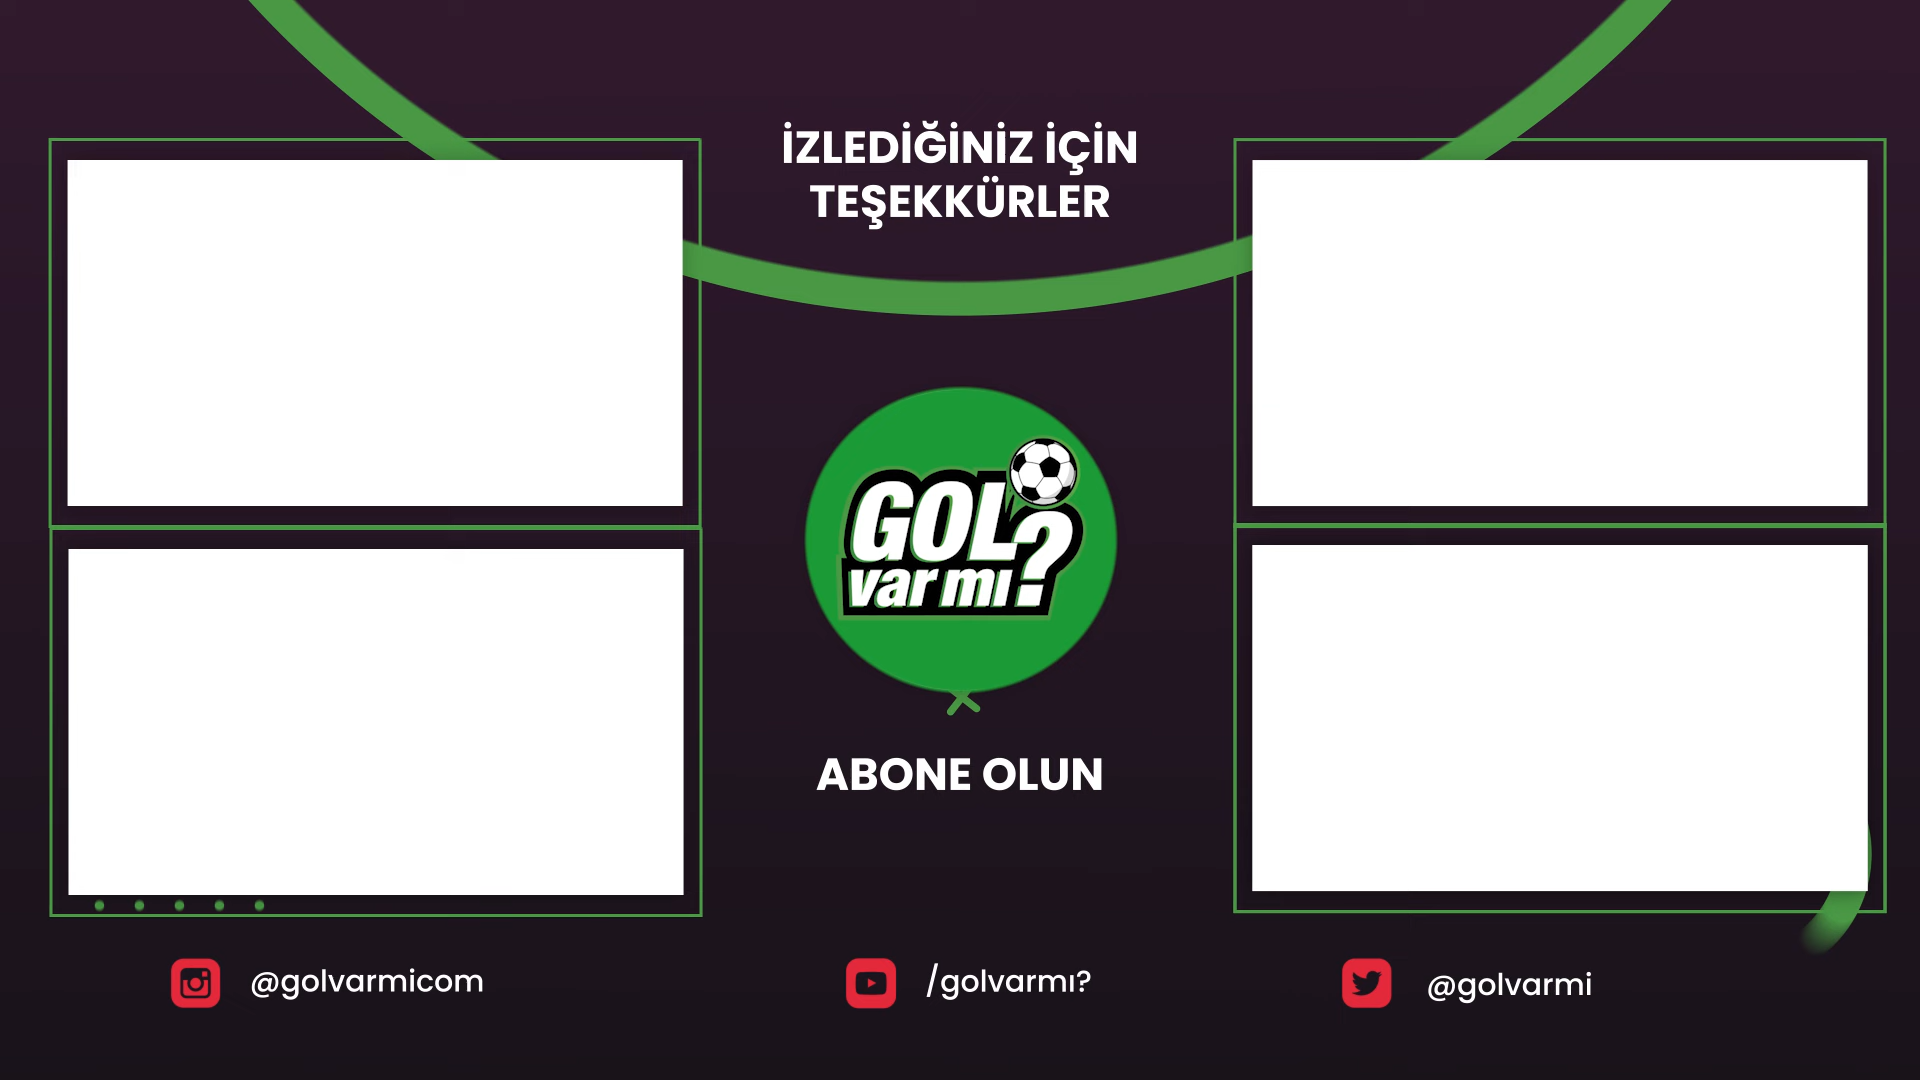 İZLEDİĞİNİZ İÇİN
TEŞEKKÜRLER
GOL
var mı?
ABONE OLUN
@golvarmicom
/golvarmı?
@golvarmi